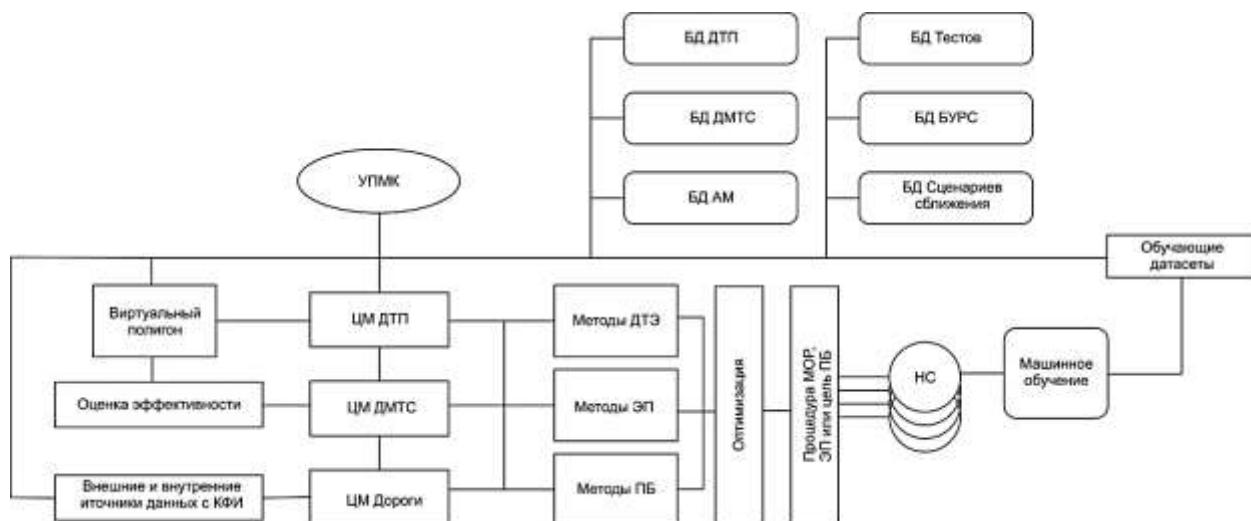 БД ДТП
БД Тестов
БД ДМТС
БД БУРС
УПМК
БД АМ
БД Сценариев
сближения
Обучающие
датасеты
Виртуальный
полигон
ЦМ ДТП
Методы ДТЭ
Оптимизация
Процедура МОР,
ЭП или цель ПБ
НС
Машинное
обучение
Оценка эффективности
ЦМ ДМТС
Методы ЭП
Внешние и внутренние
иточники данных с КФИ
ЦМ Дороги
Методы ПБ